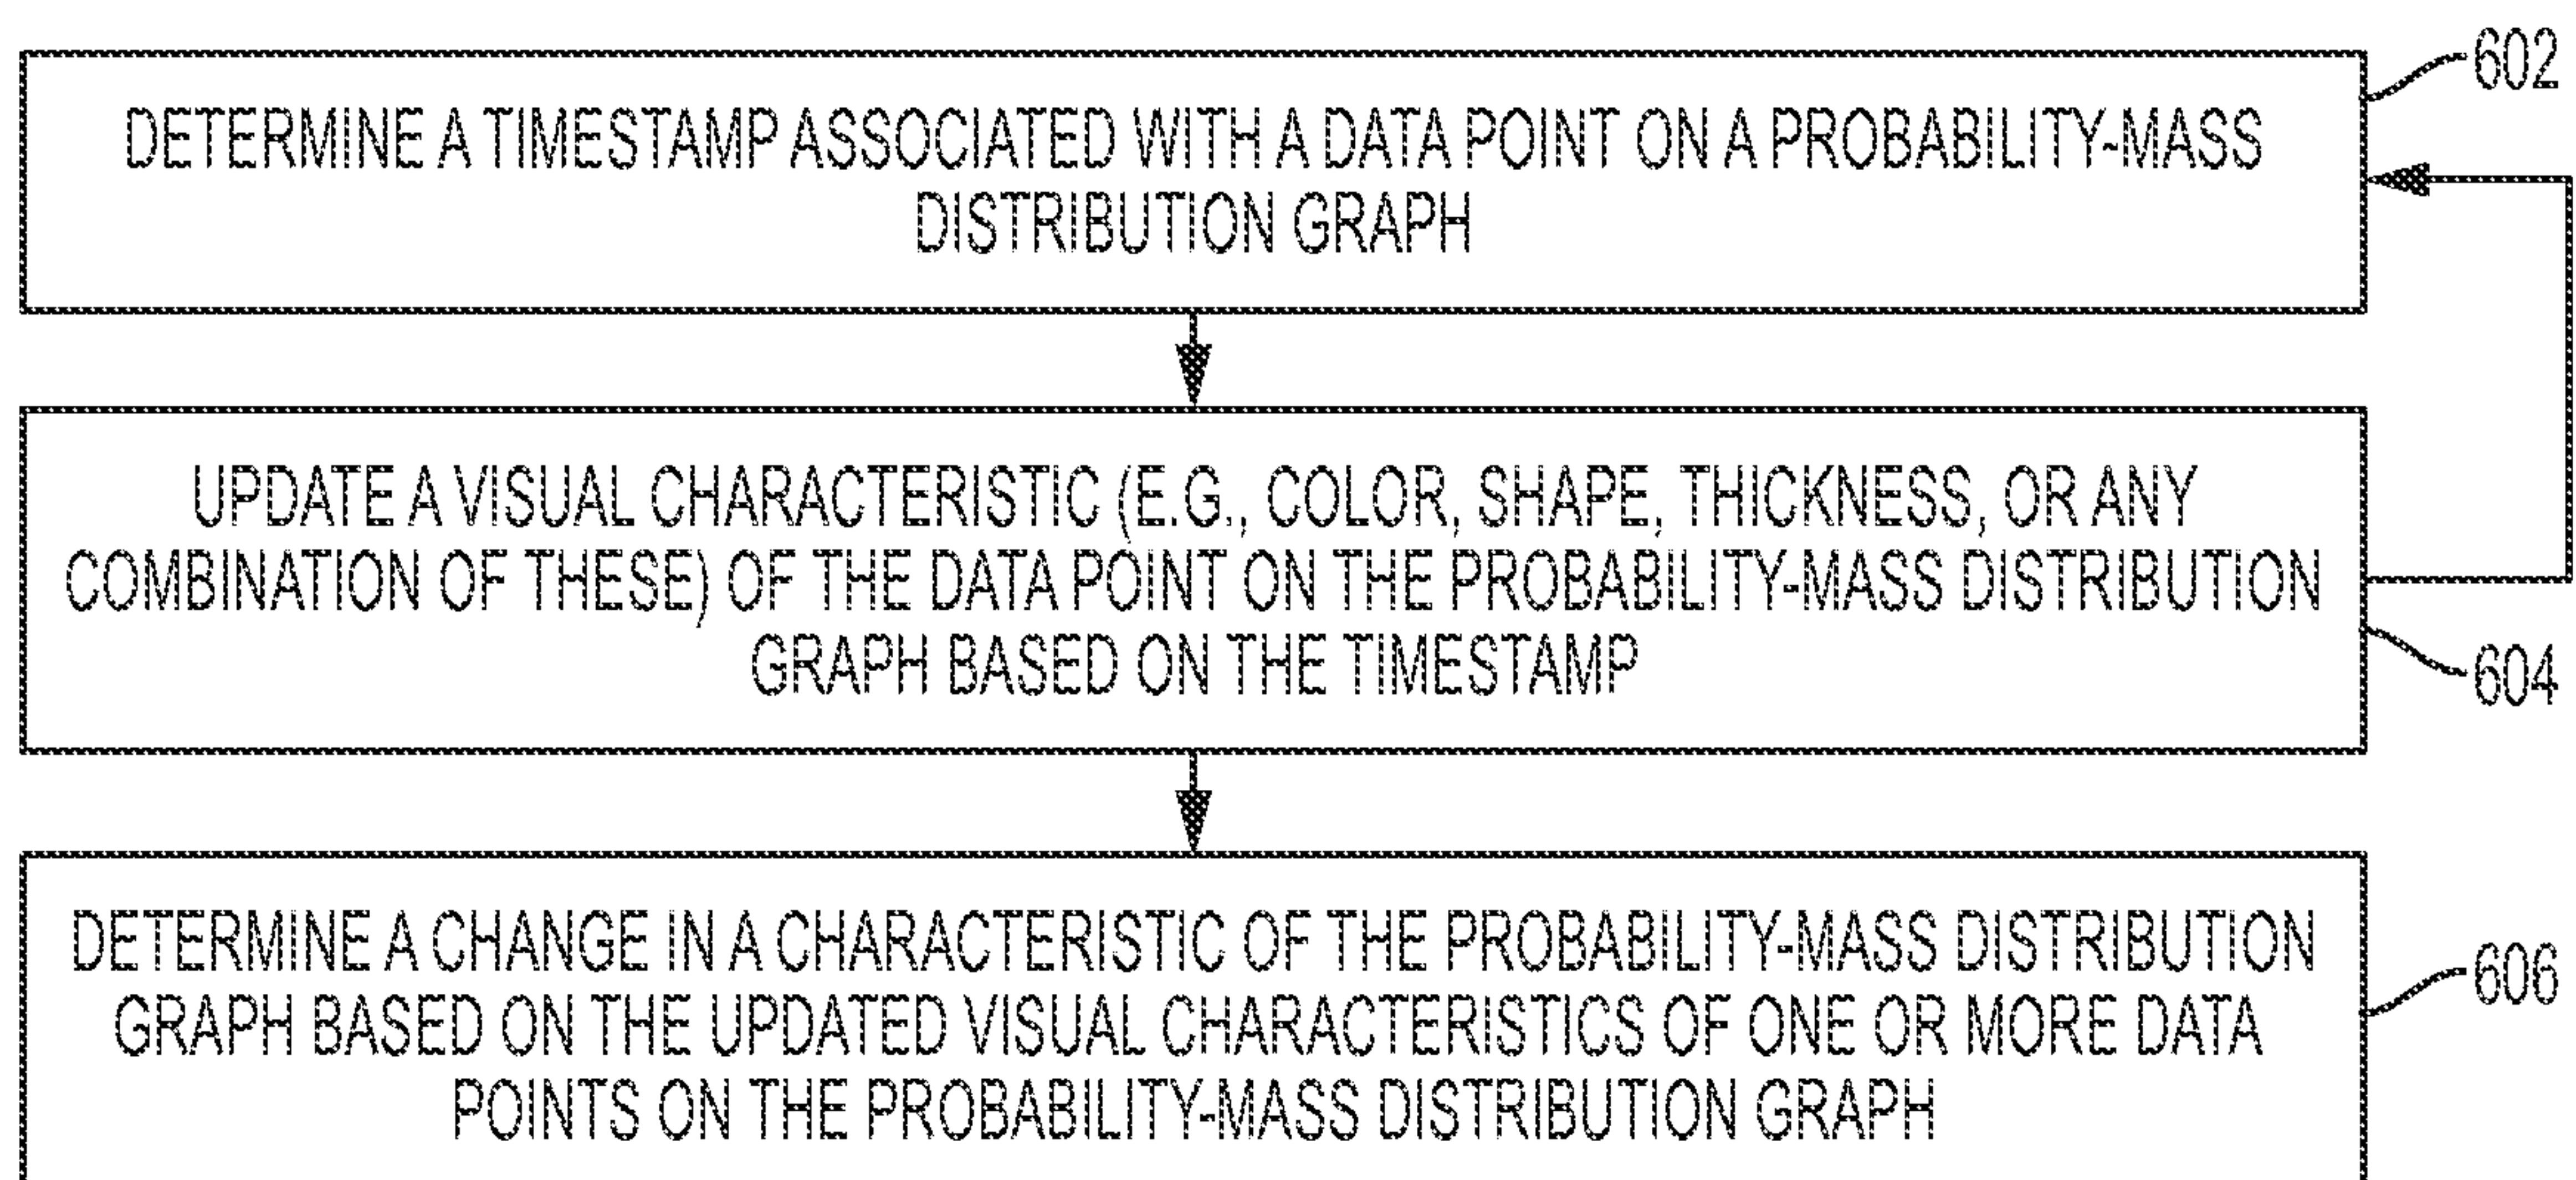 602
DETERMINE A TIMESTAMP ASSOCIATED WITH A DATA POINT ON A PROBABILITY-MASS
DISTRIBUTION GRAPH
UPDATE A VISUAL CHARACTERISTIC (E.G., COLOR, SHAPE, THICKNESS, OR ANY
COMBINATION OF THESE) OF THE DATA POINT ON THE PROBABILITY-MASS DISTRIBUTION
GRAPH BASED ON THE TIMESTAMP
604
DETERMINE A CHANGE IN A CHARACTERISTIC OF THE PROBABILITY-MASS DISTRIBUTION
GRAPH BASED ON THE UPDATED VISUAL CHARACTERISTICS OF ONE OR MORE DATA
POINTS ON THE PROBABILITY-MASS DISTRIBUTION GRAPH
606